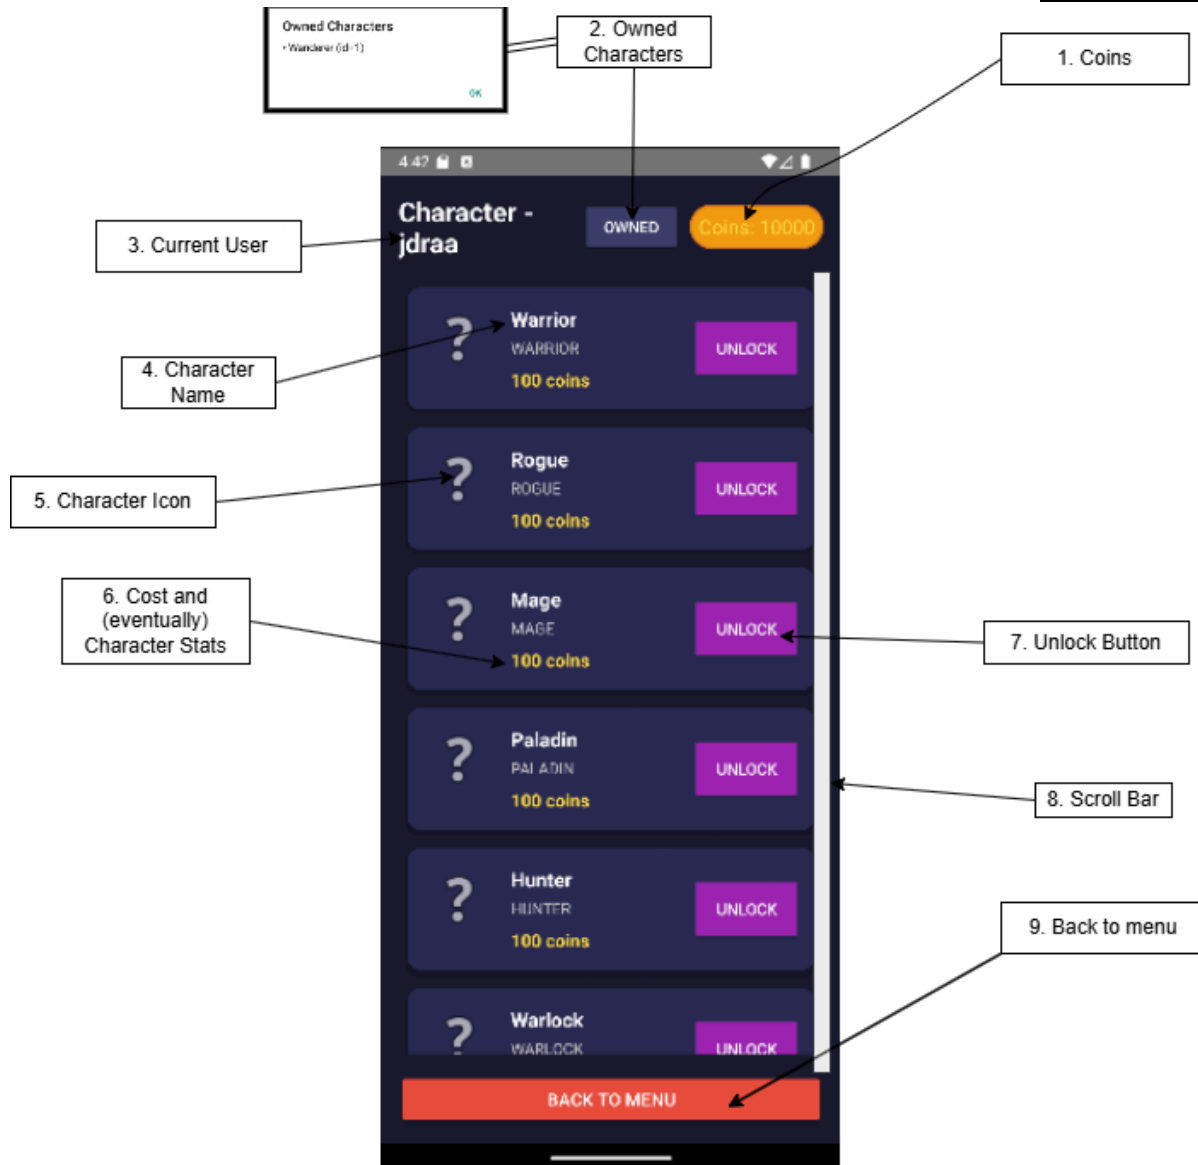 Owned Characters
• Wanderer (id=1)
OK
2. Owned
Characters
1. Coins
4:42
Character -
jdraa
OWNED
Coins: 10000
3. Current User
Warrior
WARRIOR
100 coins
UNLOCK
4. Character
Name
Rogue
ROGUE
100 coins
UNLOCK
5. Character Icon
Mage
MAGE
100 coins
UNLOCK
6. Cost and
(eventually)
Character Stats
7. Unlock Button
Paladin
PALADIN
100 coins
UNLOCK
8. Scroll Bar
Hunter
HUNTER
100 coins
UNLOCK
9. Back to menu
Warlock
WARLOCK
UNLOCK
BACK TO MENU